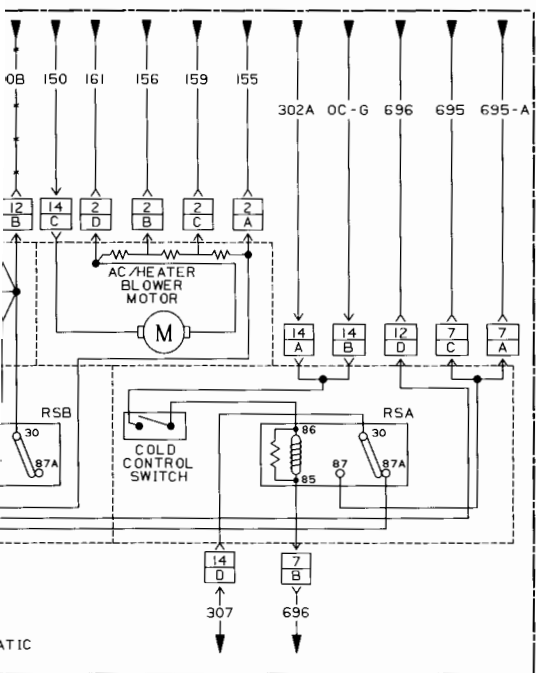 0B 150 161 156 159 155
302A 0C-G 696 695 695-A
12 14 2 2 2 2
B C D B C A
AC/HEATER
BLOWER
MOTOR
M
14 14 12 7 7
A B D C A
RSB RSA
30 86 30
COLD
CONTROL
SWITCH
87A 87 87A
85
14 7
D B
307 696
ATIC